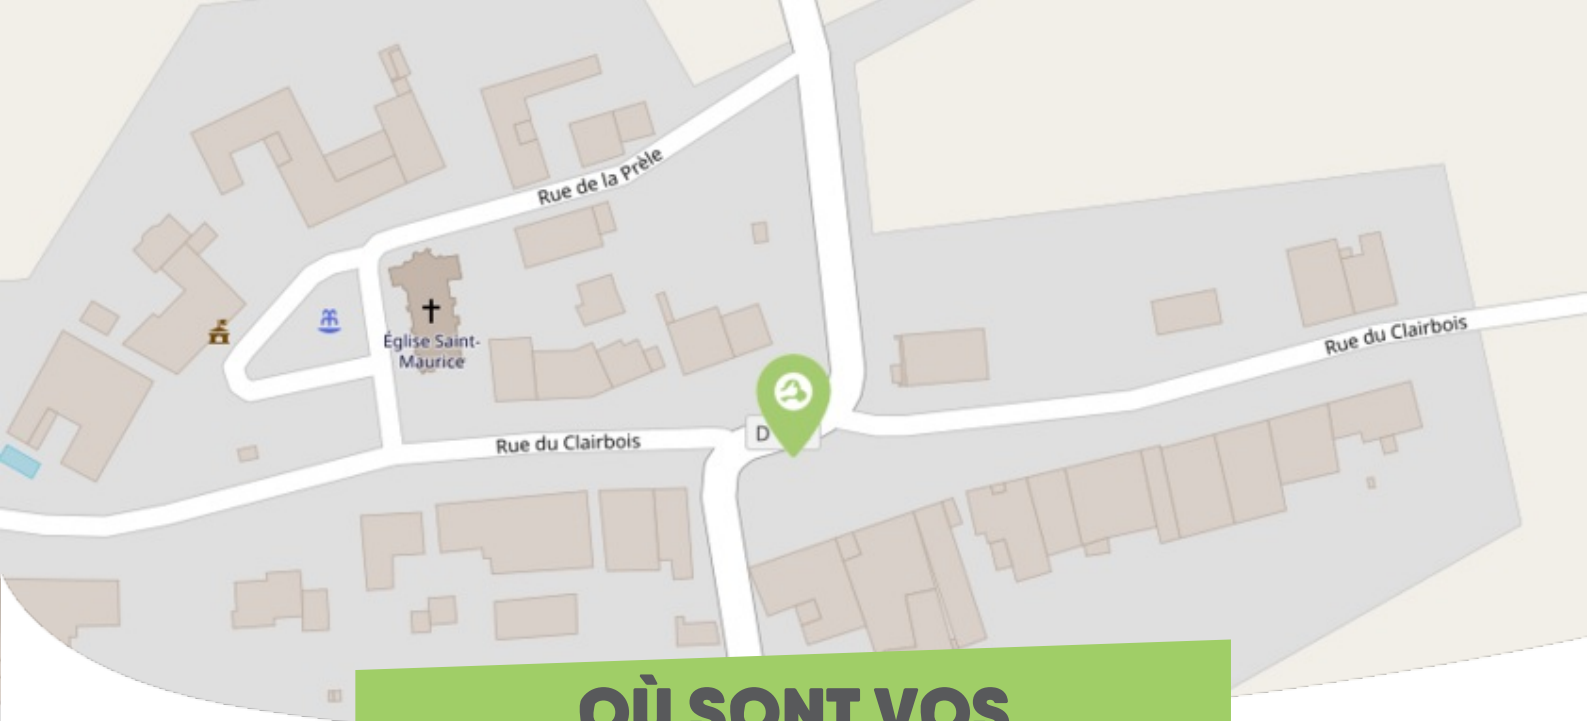 Rue de la Prèle
Église Saint-
Maurice
Rue du Clairbois
Rue du Clairbois
D
OÙ SONT VOS